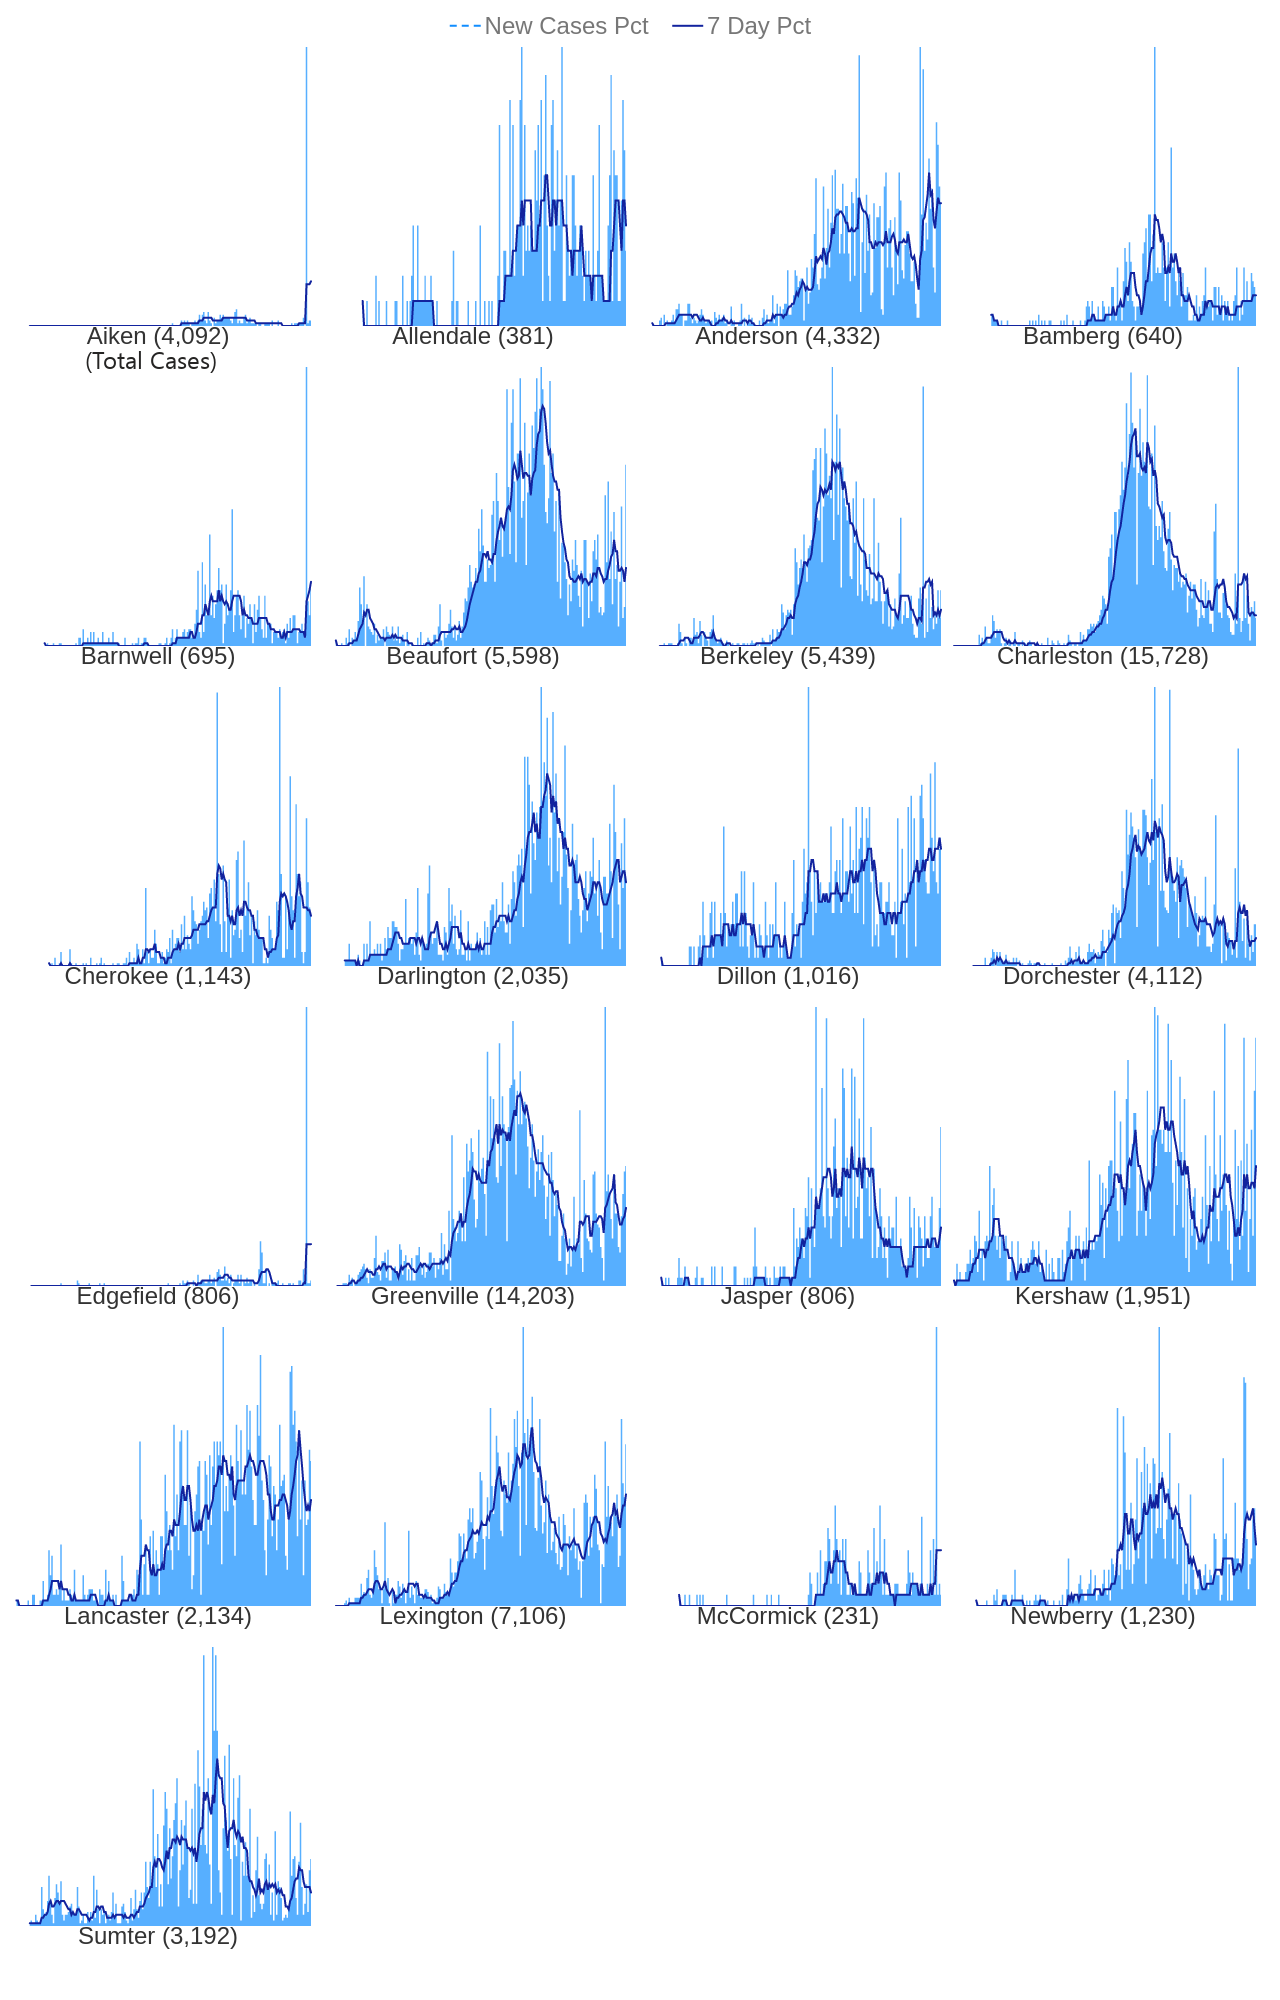 New Cases Pct 7 Day Pct
Aiken (4,092) Allendale (381) Anderson (4,332) Bamberg (640)
(Total Cases)
Barnwell (695) Beaufort (5,598) Berkeley (5,439) Charleston (15,728)
Cherokee (1,143) Darlington (2,035) Dillon (1,016) Dorchester (4,112)
Edgefield (806) Greenville (14,203) Jasper (806) Kershaw (1,951)
Lancaster (2,134) Lexington (7,106) McCormick (231) Newberry (1,230)
Sumter (3,192)